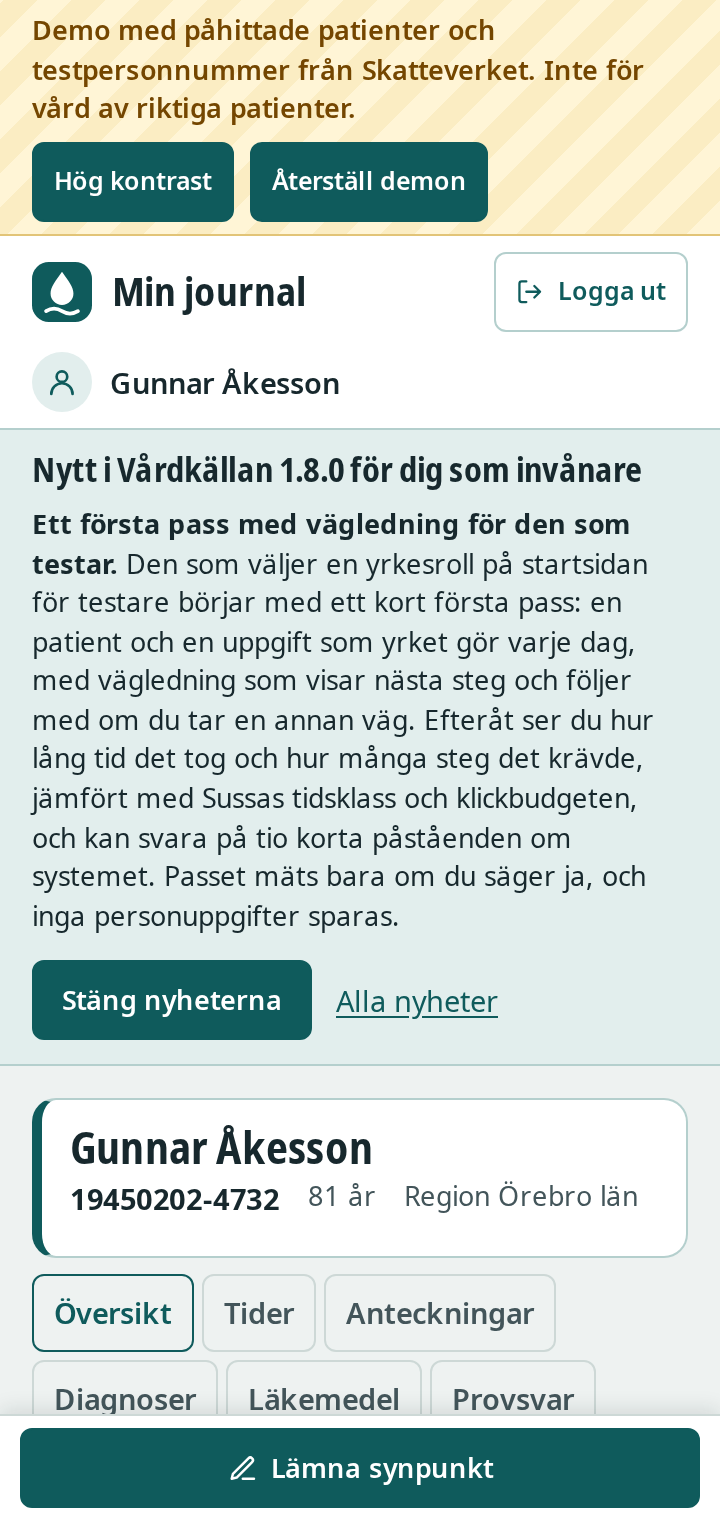 Demo med påhittade patienter och
testpersonnummer från Skatteverket. Inte för
vård av riktiga patienter.
Hög kontrast
Återställ demon
Min journal
Logga ut
Gunnar Åkesson
Nytt i Vårdkällan 1.8.0 för dig som invånare
Ett första pass med vägledning för den som
testar. Den som väljer en yrkesroll på startsidan
för testare börjar med ett kort första pass: en
patient och en uppgift som yrket gör varje dag,
med vägledning som visar nästa steg och följer
med om du tar en annan väg. Efteråt ser du hur
lång tid det tog och hur många steg det krävde,
jämfört med Sussas tidsklass och klickbudgeten,
och kan svara på tio korta påståenden om
systemet. Passet mäts bara om du säger ja, och
inga personuppgifter sparas.
Stäng nyheterna
Alla nyheter
Gunnar Åkesson
19450202-4732 81 år Region Örebro län
Översikt
Tider
Anteckningar
Diagnoser
Läkemedel
Provsvar
Lämna synpunkt